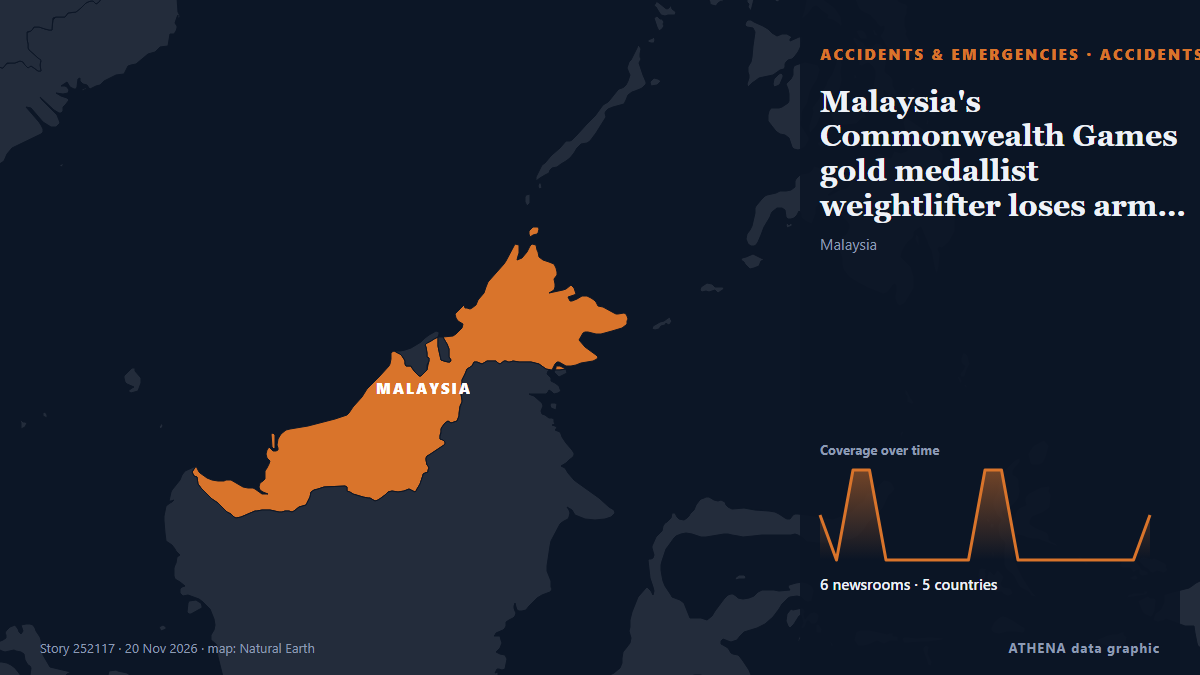 ACCIDENTS & EMERGENCIES · ACCIDENTS
Malaysia's
Commonwealth Games
gold medallist
weightlifter loses arm...
Malaysia
MALAYSIA
Coverage over time
6 newsrooms · 5 countries
Story 252117 · 20 Nov 2026 · map: Natural Earth
ATHENA data graphic